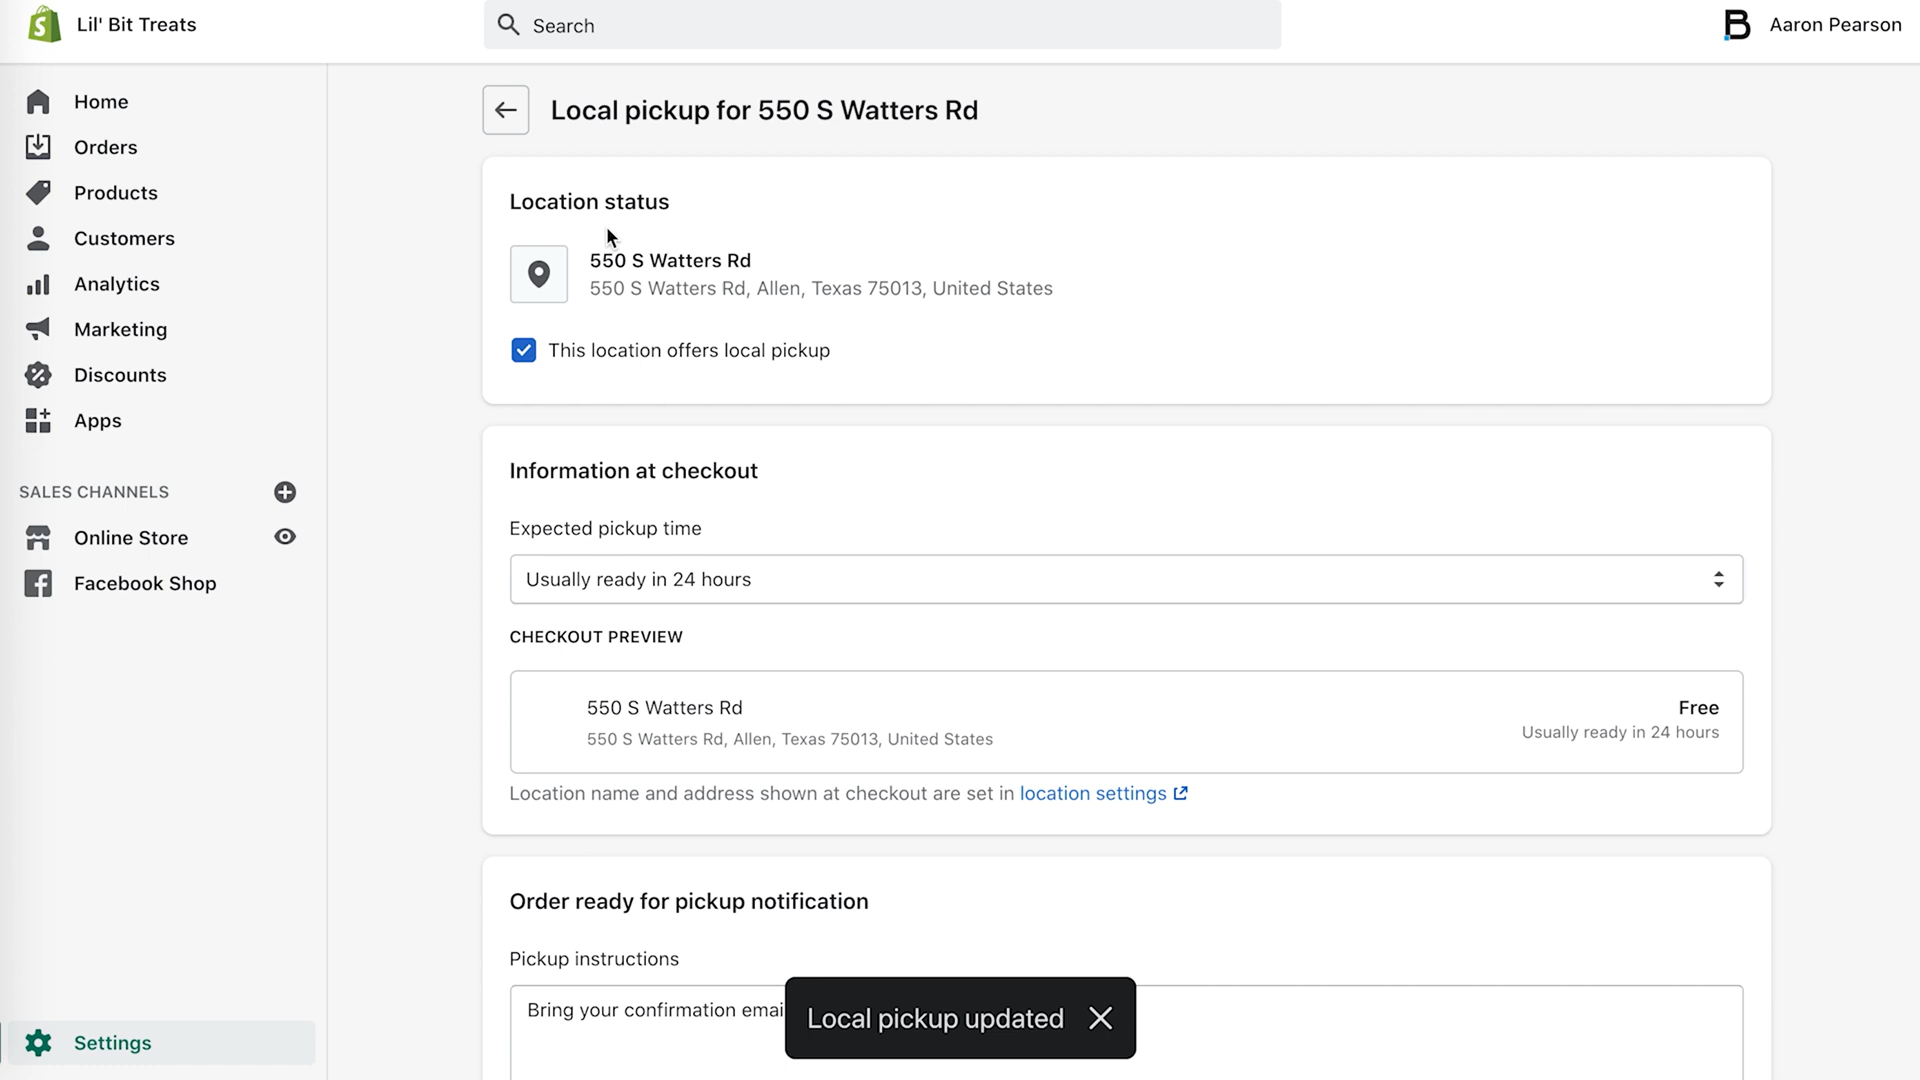 Lil' Bit Treats
Search
Aaron Pearson
Home
Orders
Products
Customers
Analytics
Marketing
Discounts
Apps
SALES CHANNELS
Online Store
Facebook Shop
Settings
Local pickup for 550 S Watters Rd
Location status
550 S Watters Rd
550 S Watters Rd, Allen, Texas 75013, United States
This location offers local pickup
Information at checkout
Expected pickup time
Usually ready in 24 hours
CHECKOUT PREVIEW
550 S Watters Rd
Free
550 S Watters Rd, Allen, Texas 75013, United States
Usually ready in 24 hours
Location name and address shown at checkout are set in location settings
Order ready for pickup notification
Pickup instructions
Bring your confirmation emai
Local pickup updated